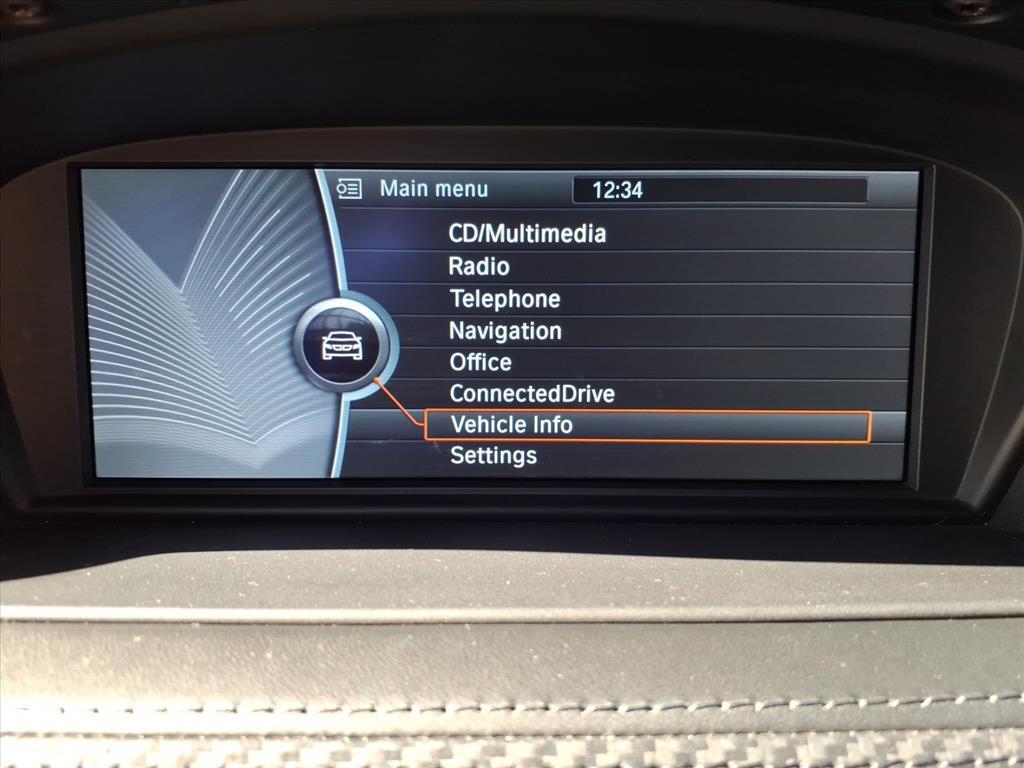 Main menu 12:34
CD/Multimedia
Radio
Telephone
Navigation
Office
ConnectedDrive
Vehicle Info
Settings